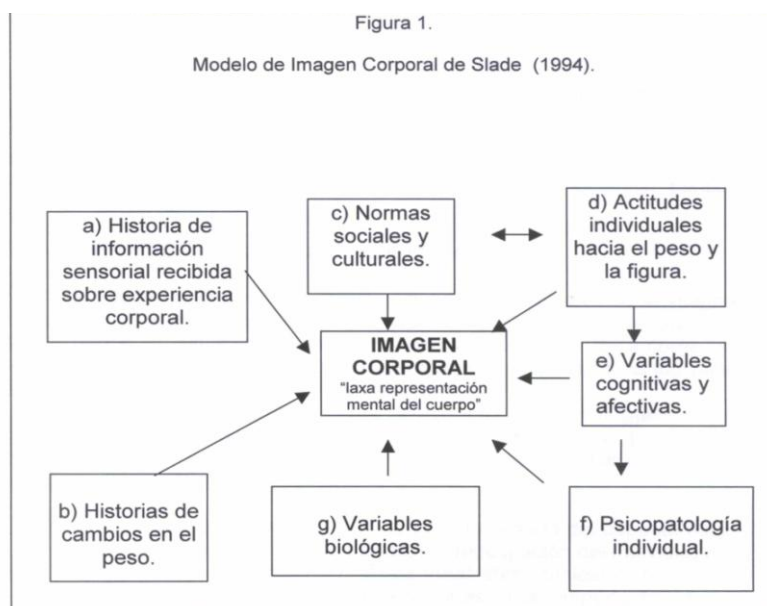 Figura 1.
Modelo de Imagen Corporal de Slade (1994).
a) Historia de
información
sensorial recibida
sobre experiencia
corporal.
c) Normas
sociales y
culturales.
d) Actitudes
individuales
hacia el peso y
la figura.
IMAGEN
CORPORAL
"laxa representación
mental del cuerpo"
e) Variables
cognitivas y
afectivas.
b) Historias de
cambios en el
peso.
g) Variables
biológicas.
f) Psicopatología
individual.